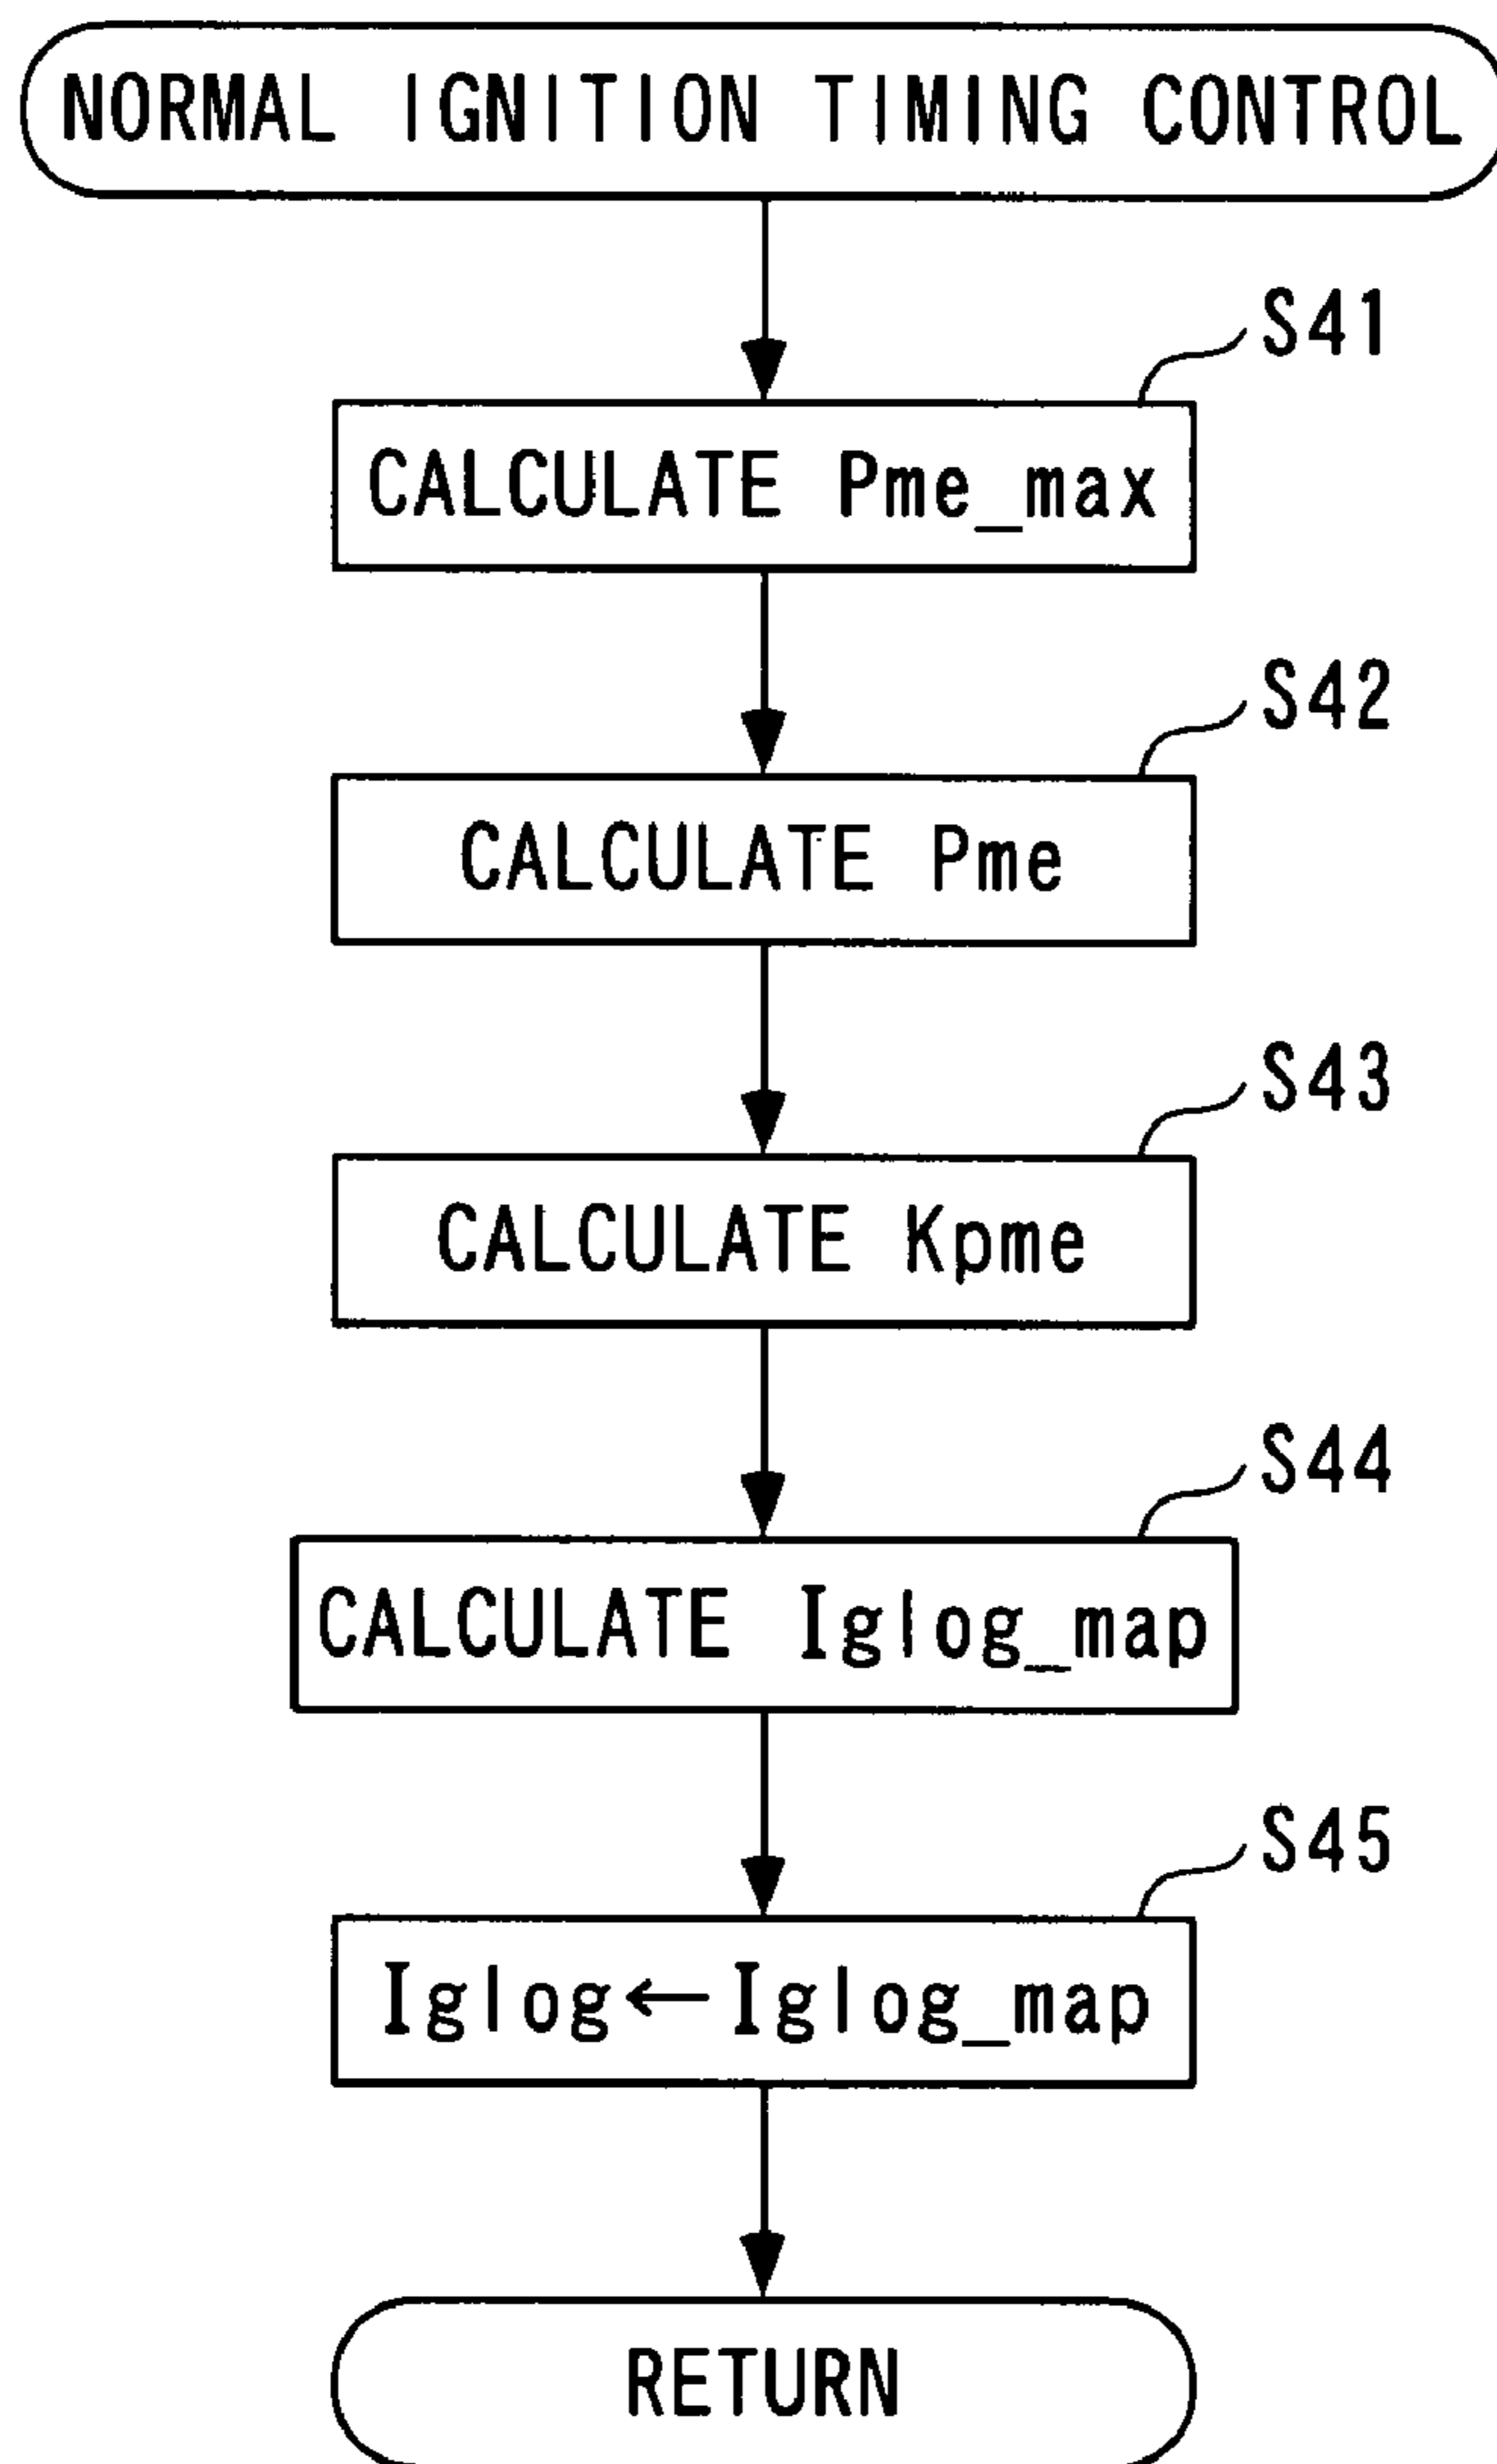 NORMAL IGNITION TIMING CONTROL
S41
CALCULATE Pme_max
S42
CALCULATE Pme
S43
CALCULATE Kpme
S44
CALCULATE Iglog_map
S45
Iglog←Iglog_map
RETURN